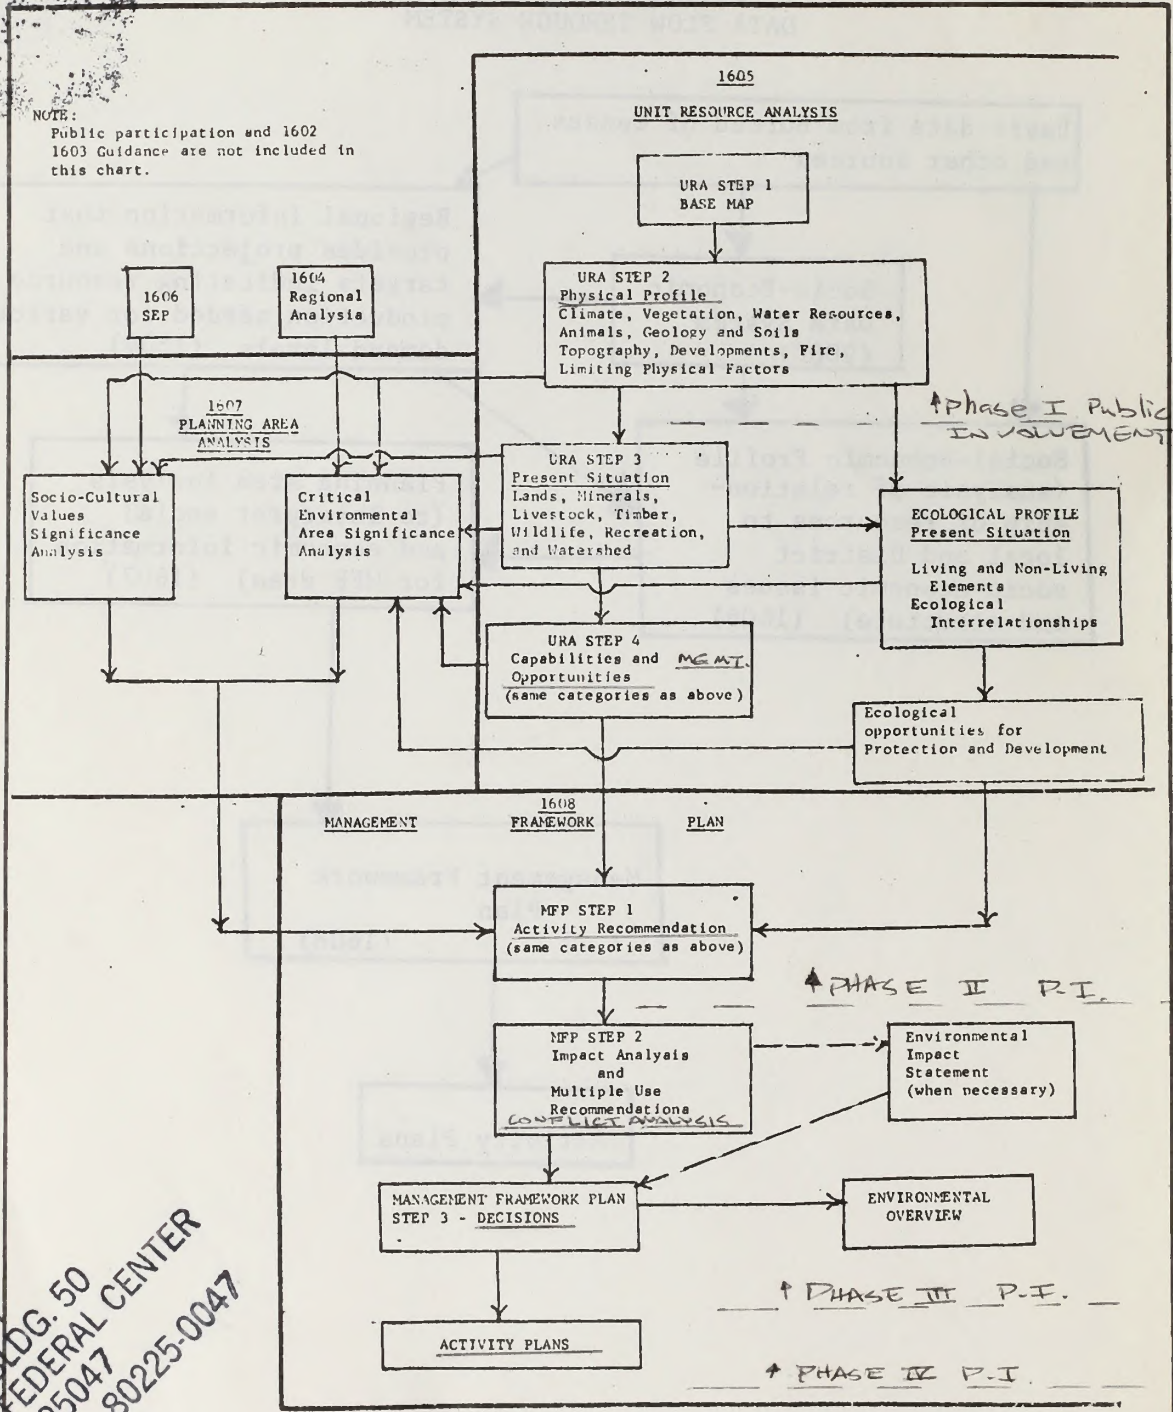 NOTE:
Public participation and 1602
1603 Guidance are not included in
this chart.
1605
UNIT RESOURCE ANALYSIS
URA STEP 1
BASE MAP
1606
SEP
1604
Regional
Analysis
URA STEP 2
Physical Profile
Climate, Vegetation, Water Resources,
Animals, Geology and Soils
Topography, Developments, Fire,
Limiting Physical Factors
Phase I Public
INVOLVEMENT
1607
PLANNING AREA
ANALYSIS
Socio-Cultural
Values
Significance
Analysis
Critical
Environmental
Area Significance
Analysis
URA STEP 3
Present Situation
Lands, Minerals,
Livestock, Timber,
Wildlife, Recreation,
and Watershed
ECOLOGICAL PROFILE
Present Situation
Living and Non-Living
Elements
Ecological
Interrelationships
URA STEP 4
Capabilities and MGMT.
Opportunities
(same categories as above)
Ecological
opportunities for
Protection and Development
1608
MANAGEMENT FRAMEWORK PLAN
MFP STEP 1
Activity Recommendation
(same categories as above)
PHASE II P.I.
MFP STEP 2
Impact Analysis
and
Multiple Use
Recommendations
CONFLICT ANALYSIS
Environmental
Impact
Statement
(when necessary)
MANAGEMENT FRAMEWORK PLAN
STEP 3 - DECISIONS
ENVIRONMENTAL
OVERVIEW
PHASE III P.I.
ACTIVITY PLANS
PHASE IV P.I.
BLDG. 50
FEDERAL CENTER
25047
80225-0047